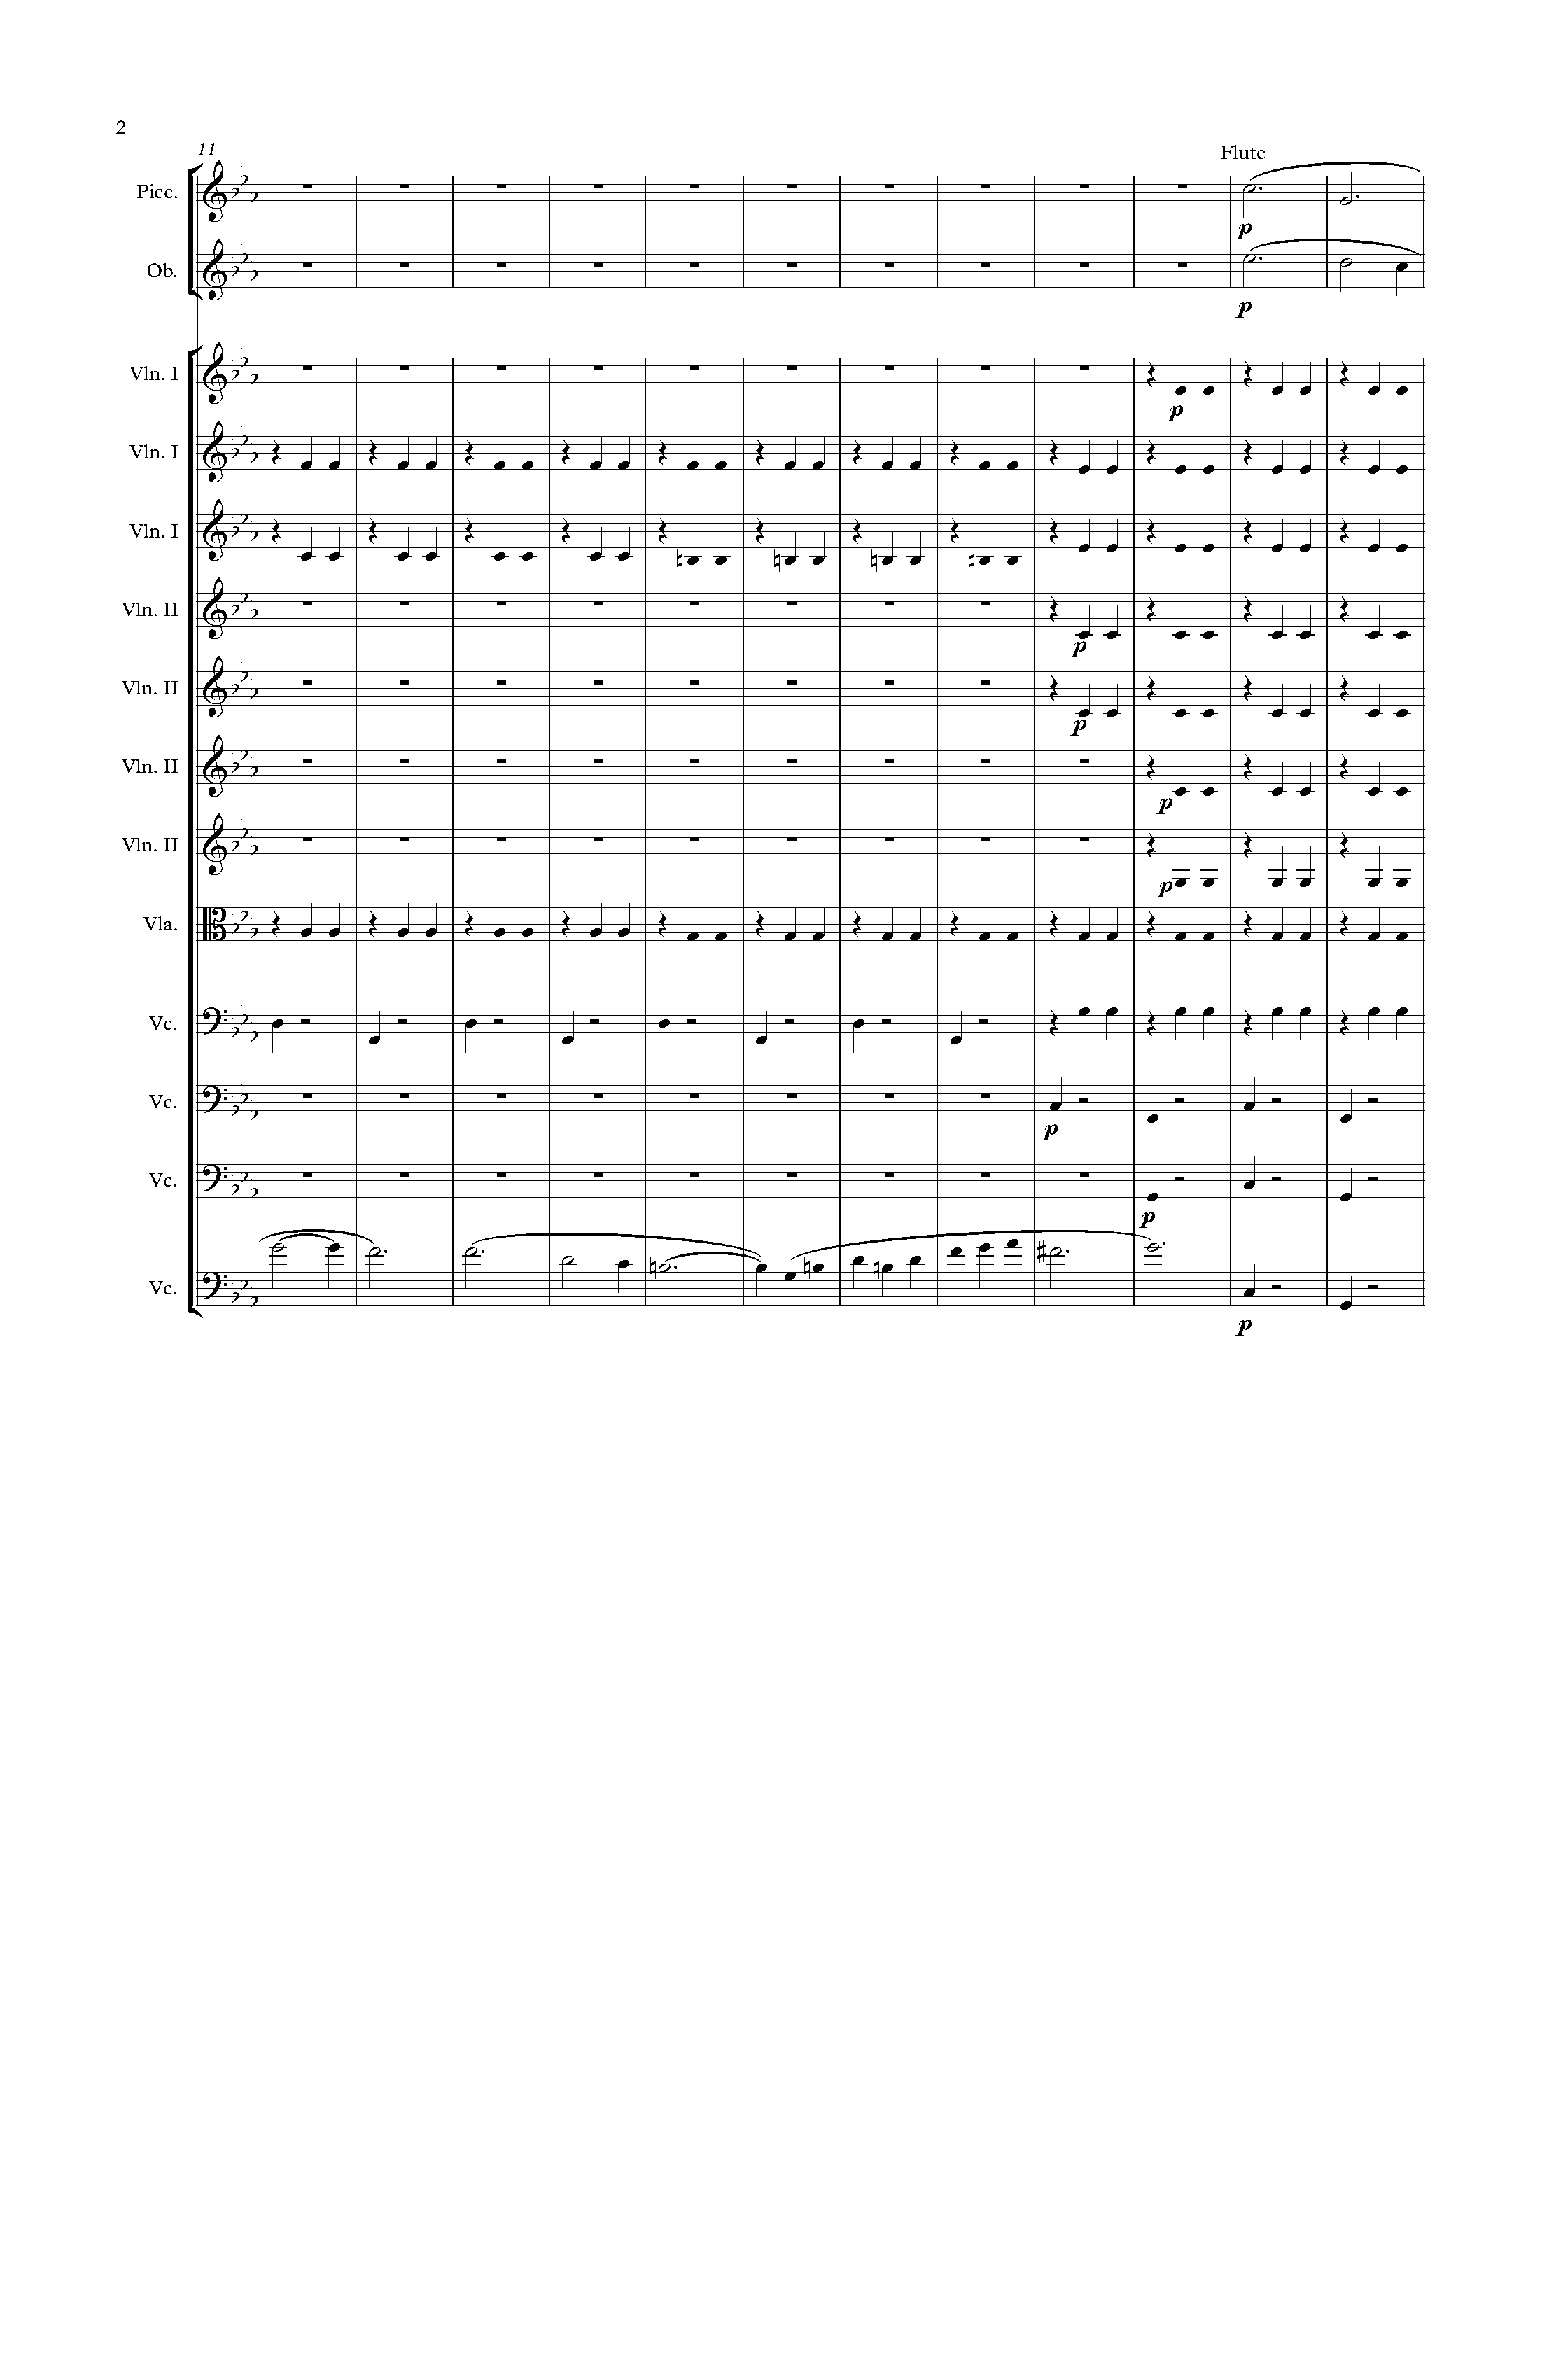 2
11
Flute
Picc.
p
Ob.
p
Vln. I
p
Vln. I
Vln. I
Vln. II
p
Vln. II
p
Vln. II
p
Vln. II
p
Vla.
Vc.
Vc.
p
Vc.
p
Vc.
p